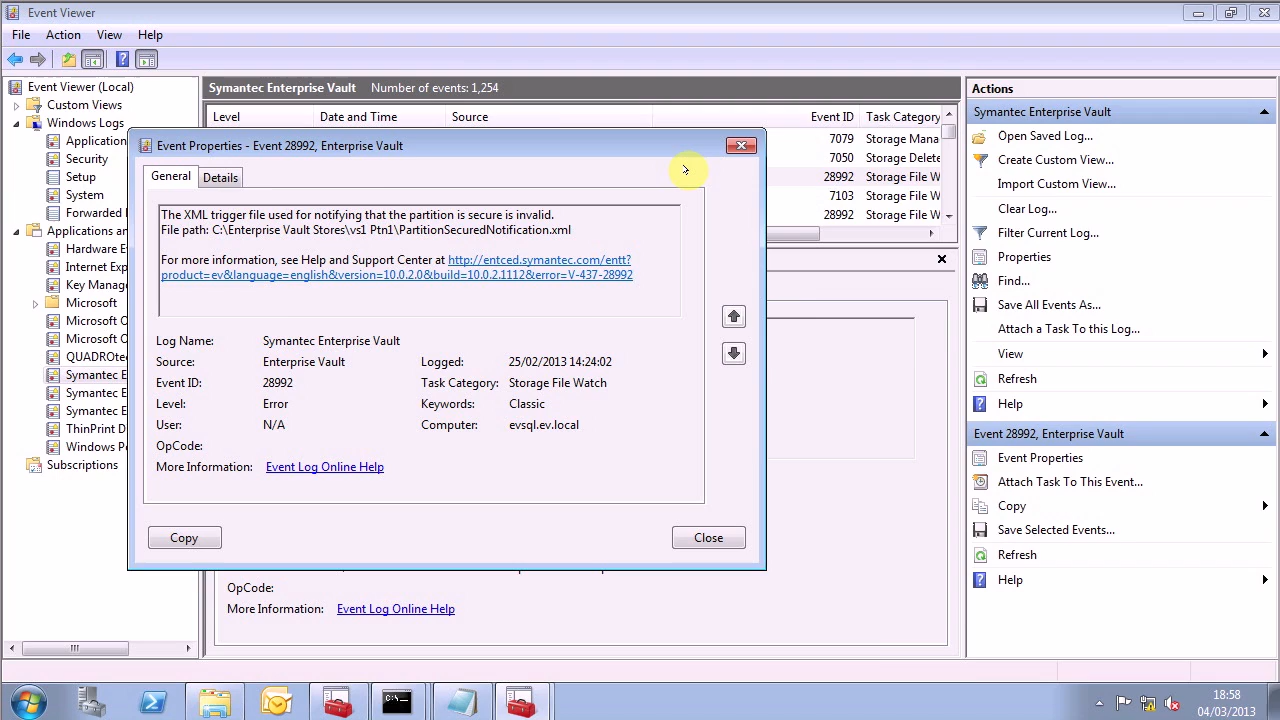 Event Viewer
File Action View Help
Event Viewer (Local)
Custom Views
Windows Logs
Application
Security
Setup
System
Forwarded
Applications an
Hardware E
Internet Exp
Key Manag
Microsoft
Microsoft O
Microsoft O
QUADROtec
Symantec E
Symantec E
Symantec E
ThinPrint D
Windows Po
Subscriptions
Symantec Enterprise Vault Number of events: 1,254
Level Date and Time Source Event ID Task Category
7079 Storage Mana
7050 Storage Delete
28992 Storage File W
7103 Storage File W
28992 Storage File W
Event Properties - Event 28992, Enterprise Vault
General Details
The XML trigger file used for notifying that the partition is secure is invalid.
File path: C:\Enterprise Vault Stores\vs1 Ptn1\PartitionSecuredNotification.xml
For more information, see Help and Support Center at http://entced.symantec.com/entt?
product=ev&language=english&version=10.0.2.0&build=10.0.2.1112&error=V-437-28992
Log Name: Symantec Enterprise Vault
Source: Enterprise Vault Logged: 25/02/2013 14:24:02
Event ID: 28992 Task Category: Storage File Watch
Level: Error Keywords: Classic
User: N/A Computer: evsql.ev.local
OpCode:
More Information: Event Log Online Help
Copy Close
OpCode:
More Information: Event Log Online Help
Actions
Symantec Enterprise Vault
Open Saved Log...
Create Custom View...
Import Custom View...
Clear Log...
Filter Current Log...
Properties
Find...
Save All Events As...
Attach a Task To this Log...
View
Refresh
Help
Event 28992, Enterprise Vault
Event Properties
Attach Task To This Event...
Copy
Save Selected Events...
Refresh
Help
18:58
04/03/2013